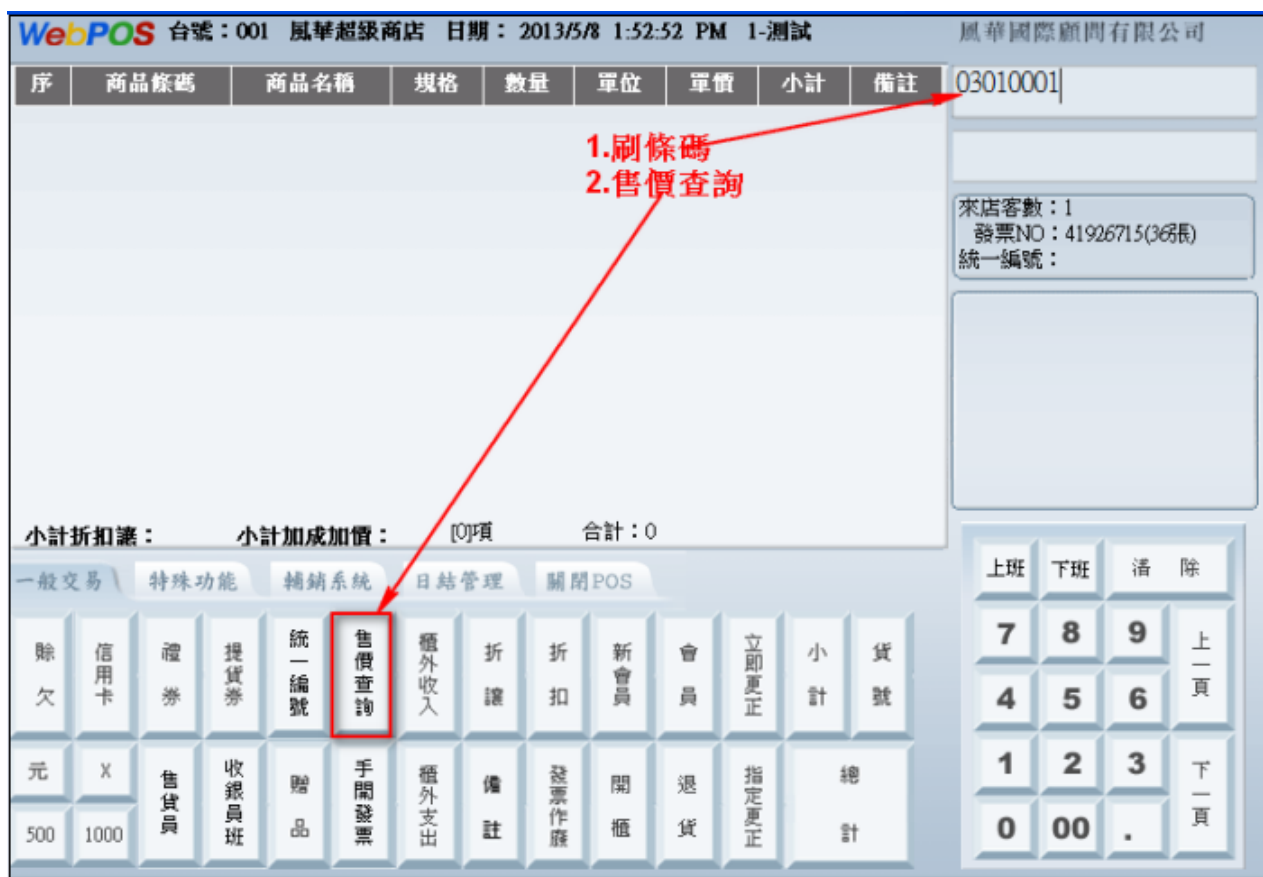 WebPOS 台號：001 風華超級商店 日期：2013/5/8 1:52:52 PM 1-測試 風華國際顧問有限公司
序 商品條碼 商品名稱 規格 數量 單位 單價 小計 備註
03010001
1.刷條碼
2.售價查詢
來店客數：1
發票NO：41926715(36張)
統一編號：
小計折扣讓： 小計加成加價： [0]項 合計：0
一般交易 特殊功能 輔銷系統 日結管理 關閉POS
上班 下班 清除
賒欠 信用卡 禮券 提貨券 統一編號 售價查詢 櫃外收入 折讓 折扣 新會員 會員 立即更正 小計 貨號
7 8 9 上一頁
4 5 6
元 X 售貨員 收銀員班 贈品 手開發票 櫃外支出 備註 發票作廢 開櫃 退貨 指定更正 總計
500 1000
1 2 3 下一頁
0 00 .